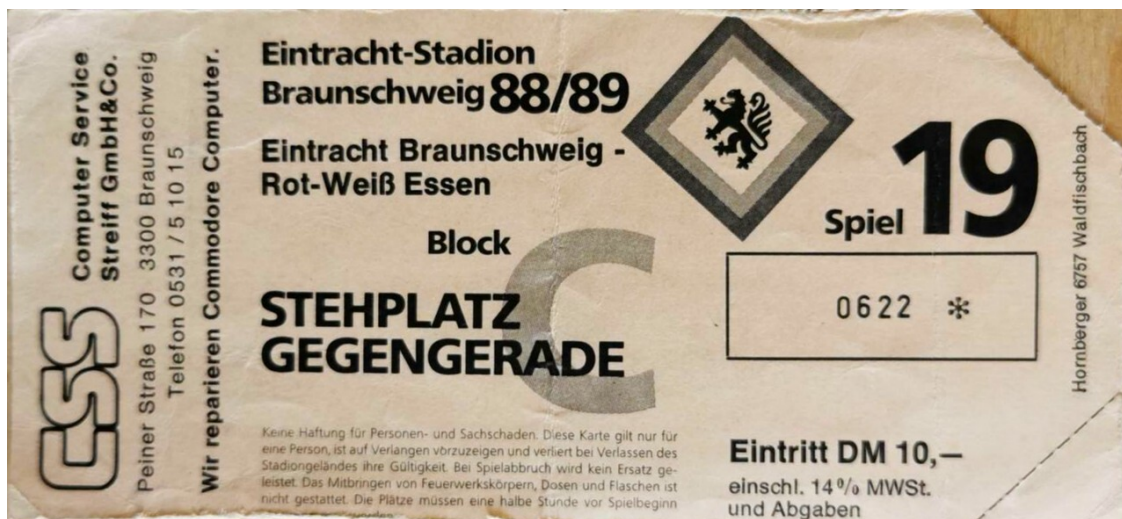 CSS
Computer Service
Streiff GmbH&Co.
Peiner Straße 170 3300 Braunschweig
Telefon 0531 / 5 10 15
Wir reparieren Commodore Computer.
Eintracht-Stadion
Braunschweig 88/89
Eintracht Braunschweig -
Rot-Weiß Essen
Block
C
STEHPLATZ
GEGENGERADE
Keine Haftung für Personen- und Sachschaden. Diese Karte gilt nur für
eine Person, ist auf Verlangen vorzuzeigen und verliert bei Verlassen des
Stadiongeländes ihre Gültigkeit. Bei Spielabbruch wird kein Ersatz ge-
leistet. Das Mitbringen von Feuerwerkskörpern, Dosen und Flaschen ist
nicht gestattet. Die Plätze müssen eine halbe Stunde vor Spielbeginn
Spiel 19
0622 *
Eintritt DM 10,—
einschl. 14% MWSt.
und Abgaben
Hornberger 6757 Waldfischbach